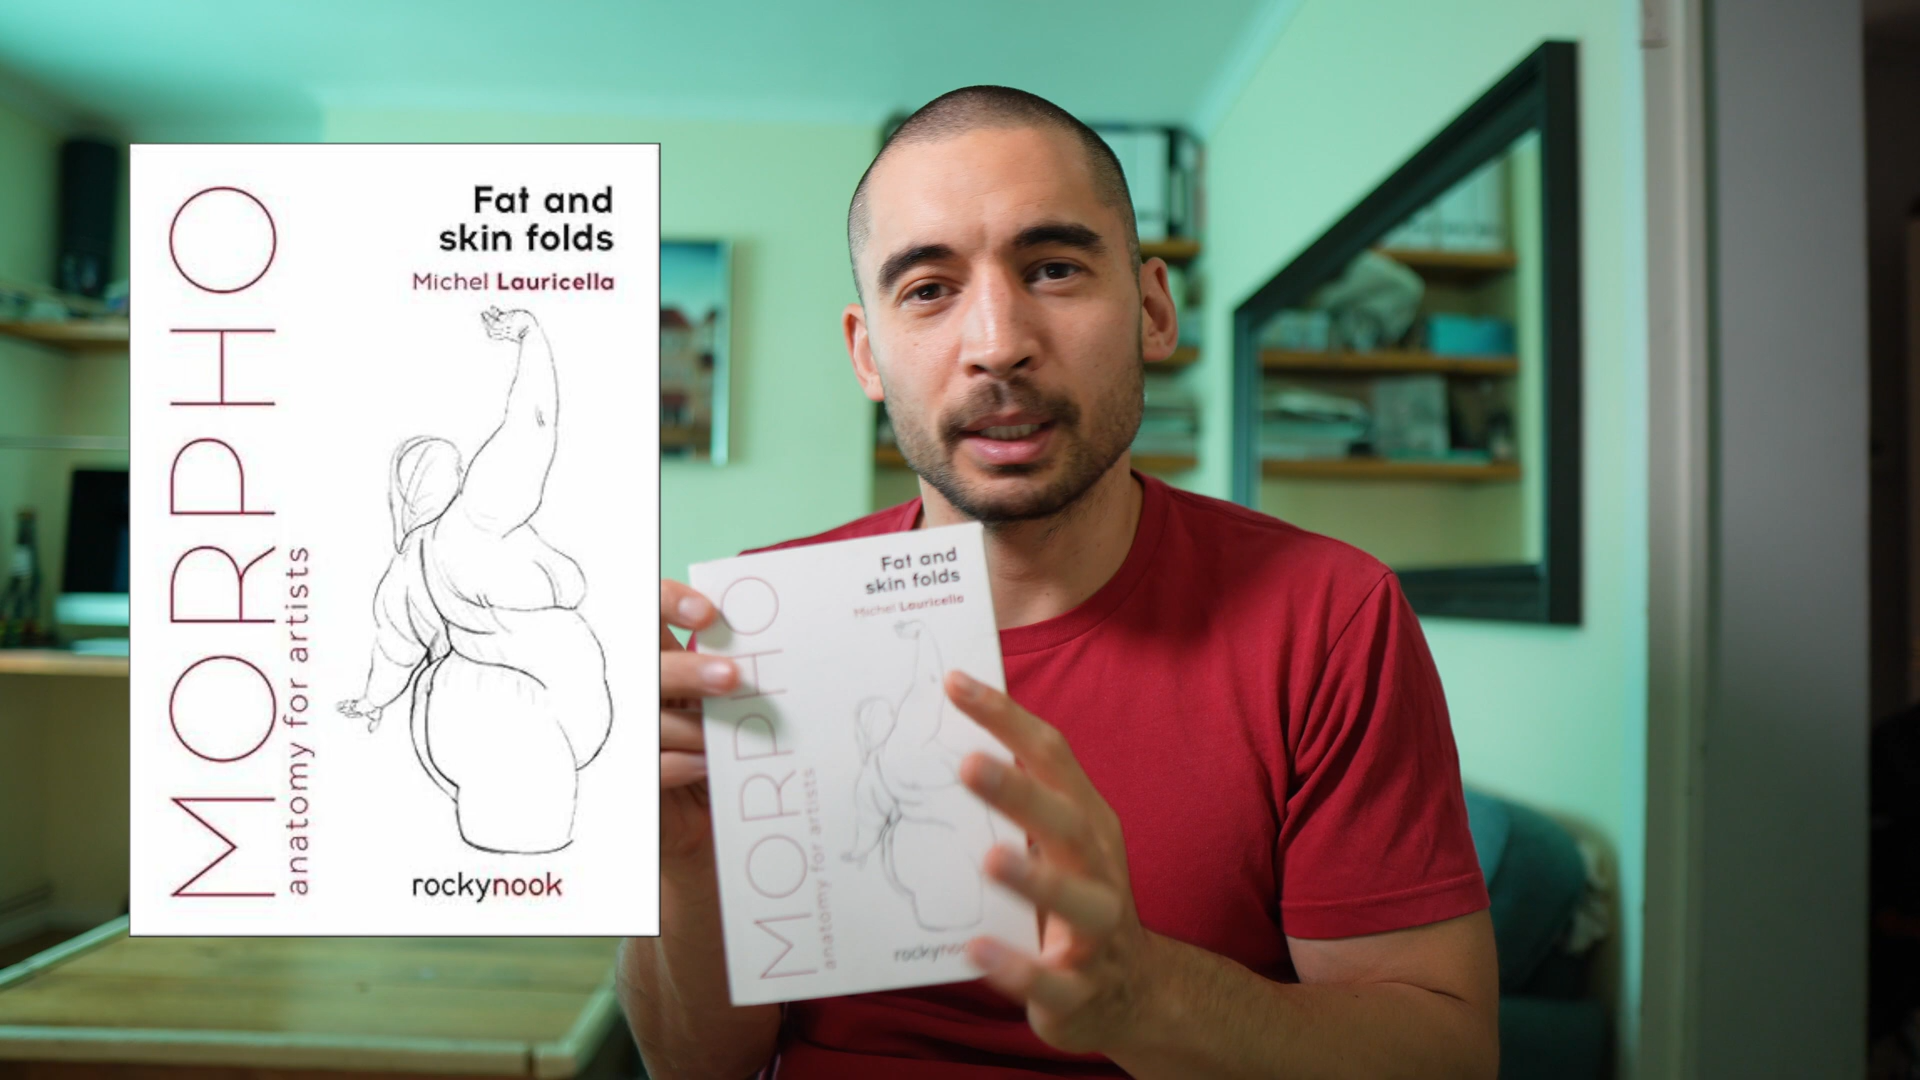 Fat and
skin folds
Michel Lauricella
MORPHO
anatomy for artists
rockynook
Fat and
skin folds
Michel Lauricella
MORPHO
anatomy for artists
rockynoo